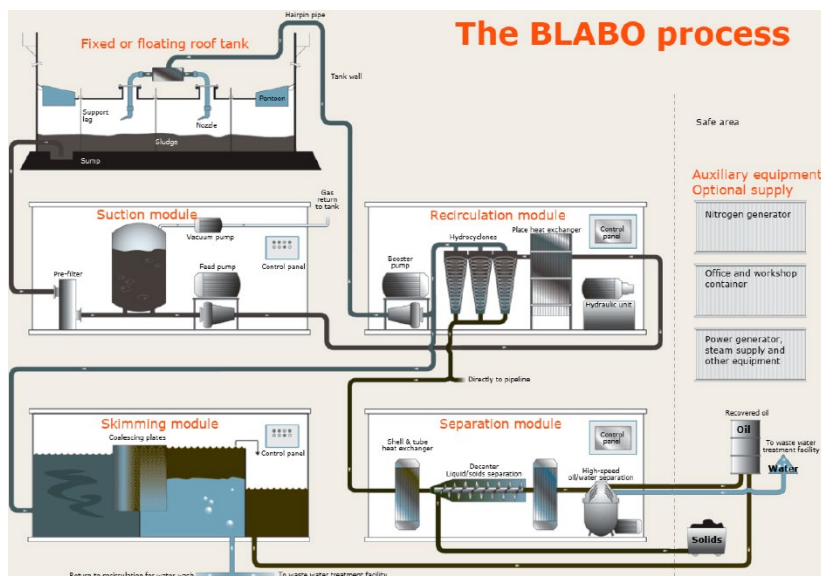 The BLABO process
Hairpin pipe
Fixed or floating roof tank
Tank wall
Support
leg
Nozzle
Pontoon
Sludge
Sump
Safe area
Auxiliary equipment
Optional supply
Nitrogen generator
Office and workshop
container
Power generator,
steam supply and
other equipment
Suction module
Gas
return
to tank
Vacuum pump
Control panel
Pre-filter
Feed pump
Recirculation module
Hydrocyclones
Place heat exchanger
Control
panel
Booster
pump
Hydraulic unit
Directly to pipeline
Skimming module
Coalescing plates
Control panel
Return to recirculation for water wash
To waste water treatment facility
Separation module
Shell & tube
heat exchanger
Decanter
Liquid/solids separation
Control
panel
High-speed
oil/water separation
Recovered oil
Oil
To waste water
treatment facility
Water
Solids